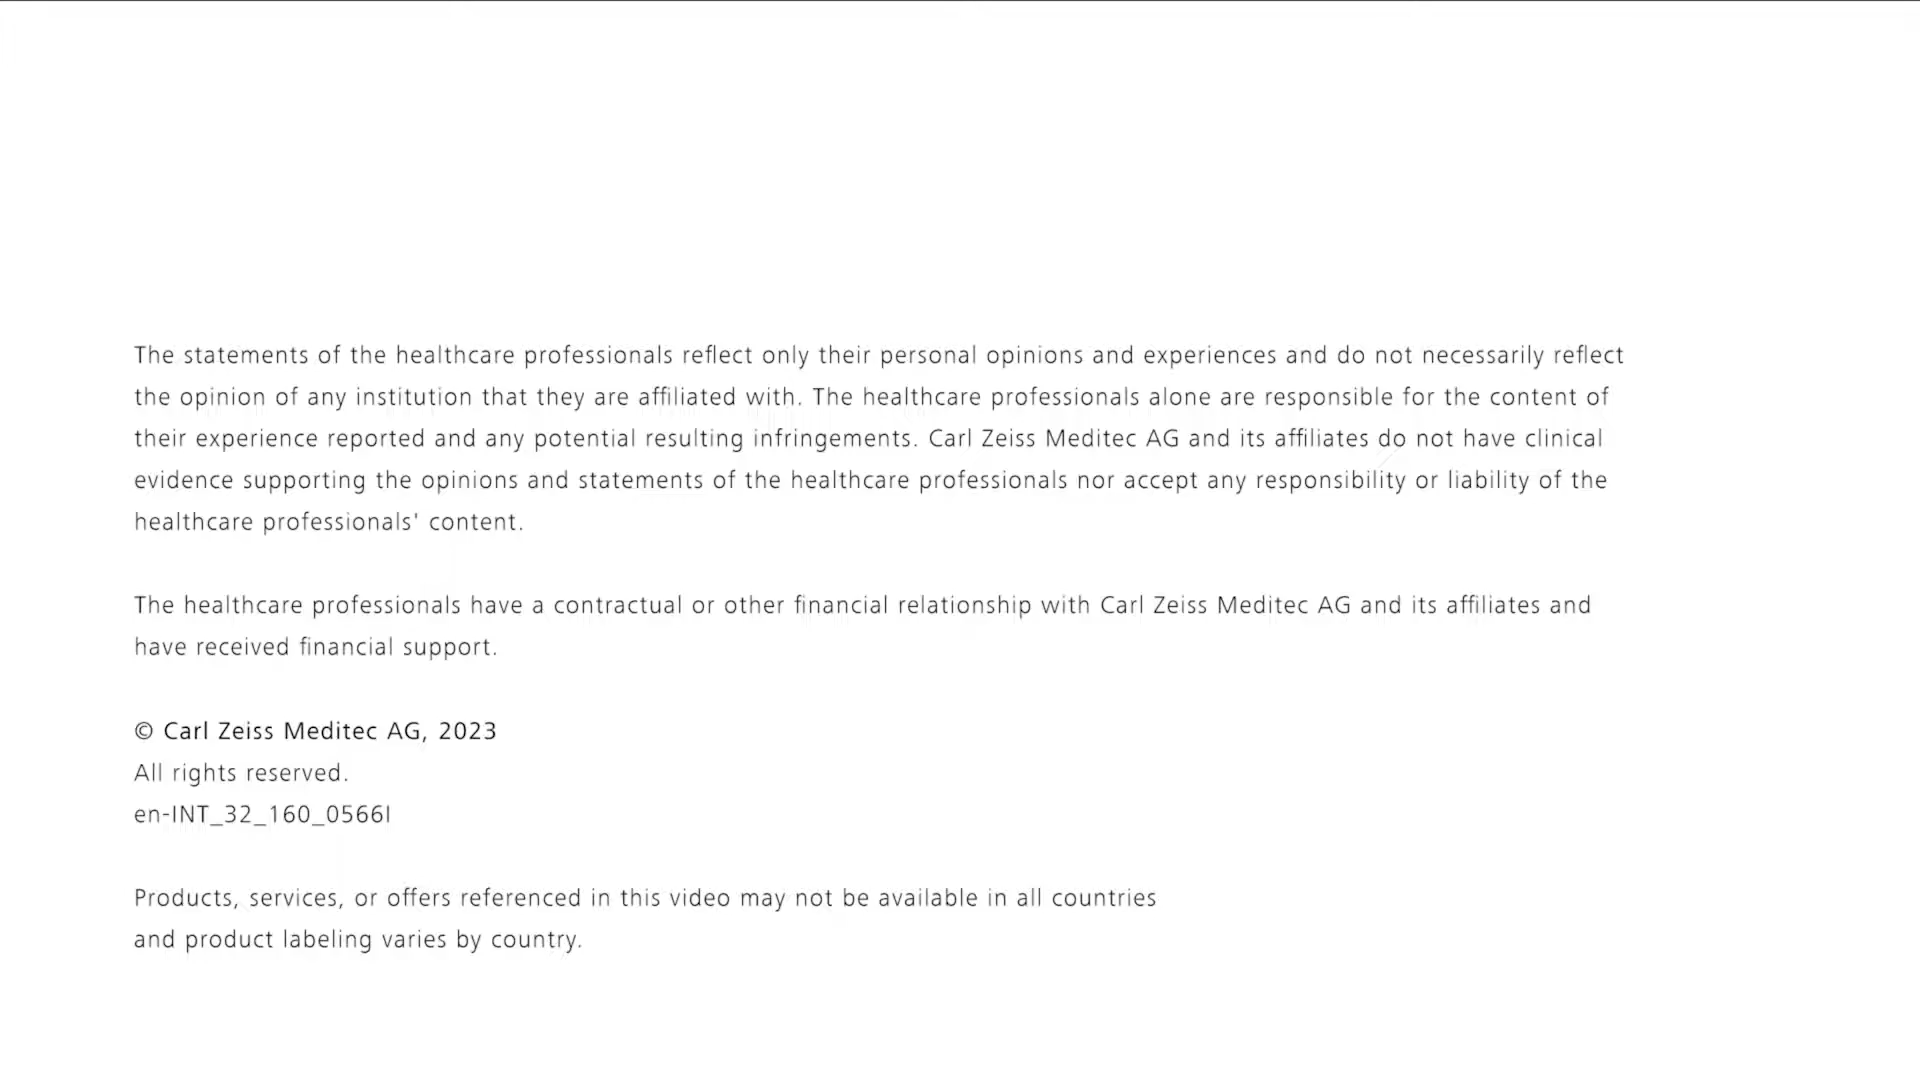 The statements of the healthcare professionals reflect only their personal opinions and experiences and do not necessarily reflect
the opinion of any institution that they are affiliated with. The healthcare professionals alone are responsible for the content of
their experience reported and any potential resulting infringements. Carl Zeiss Meditec AG and its affiliates do not have clinical
evidence supporting the opinions and statements of the healthcare professionals nor accept any responsibility or liability of the
healthcare professionals' content.
The healthcare professionals have a contractual or other financial relationship with Carl Zeiss Meditec AG and its affiliates and
have received financial support.
© Carl Zeiss Meditec AG, 2023
All rights reserved.
en-INT_32_160_0566I
Products, services, or offers referenced in this video may not be available in all countries
and product labeling varies by country.